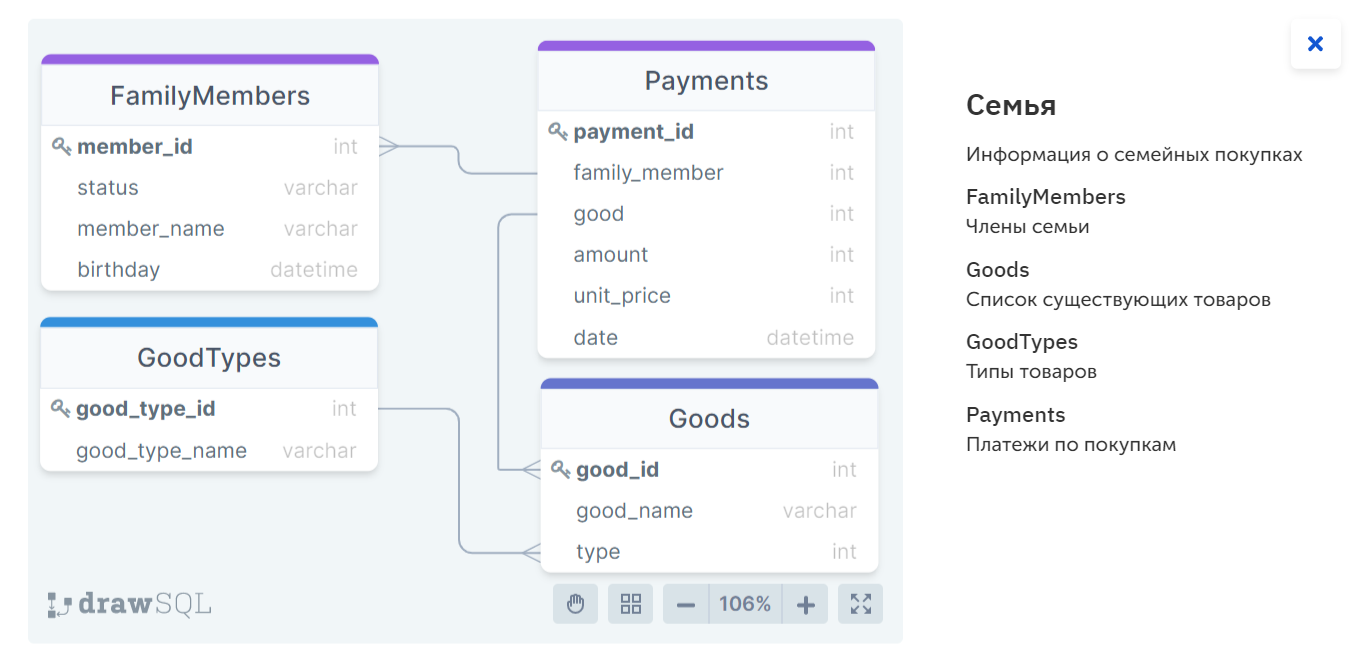 FamilyMembers
member_id int
status varchar
member_name varchar
birthday datetime
GoodTypes
good_type_id int
good_type_name varchar
Payments
payment_id int
family_member int
good int
amount int
unit_price int
date datetime
Goods
good_id int
good_name varchar
type int
drawSQL
106%
Семья
Информация о семейных покупках
FamilyMembers
Члены семьи
Goods
Список существующих товаров
GoodTypes
Типы товаров
Payments
Платежи по покупкам